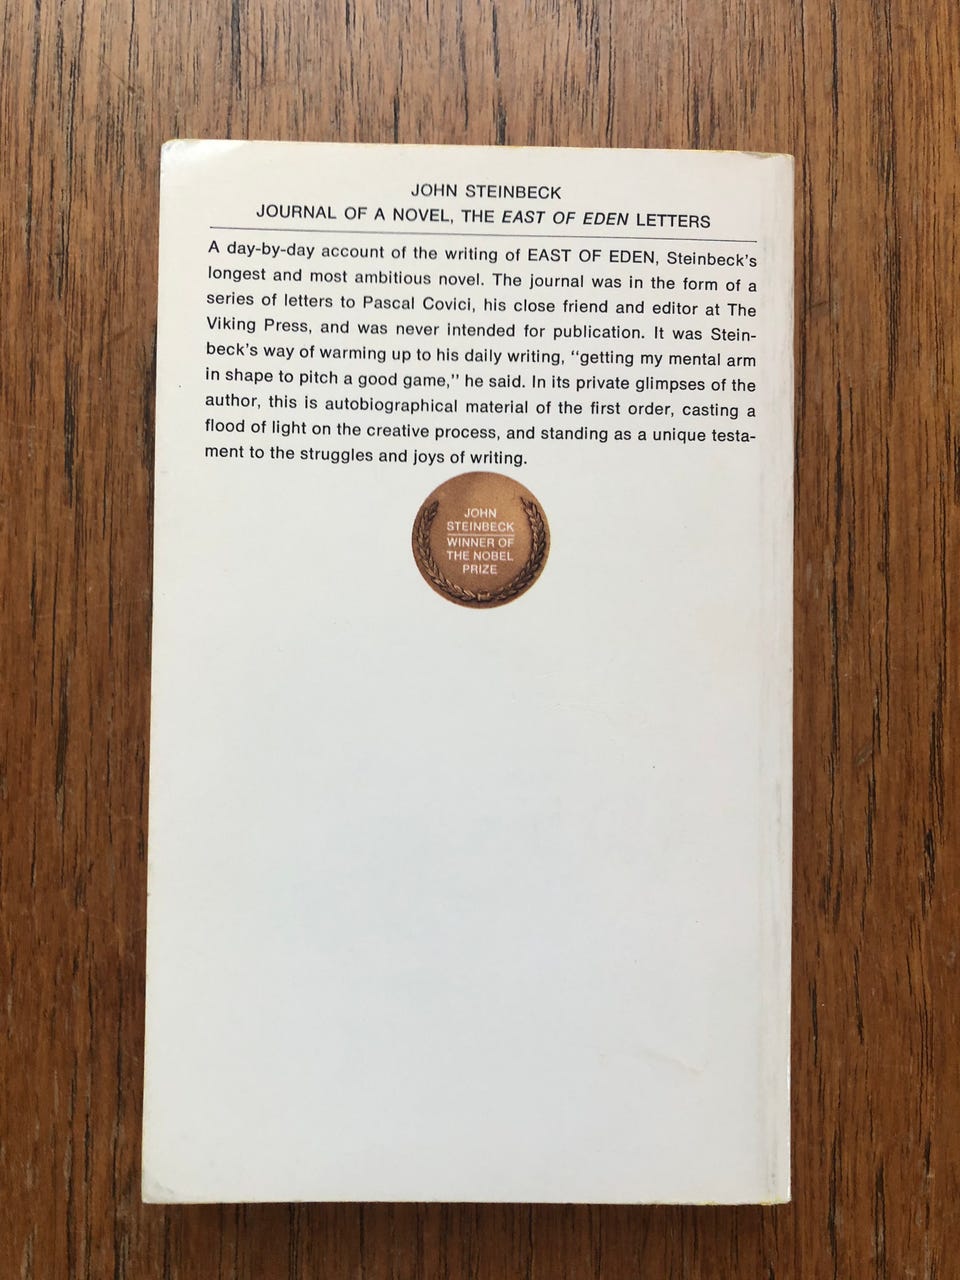 JOHN STEINBECK
JOURNAL OF A NOVEL, THE EAST OF EDEN LETTERS
A day-by-day account of the writing of EAST OF EDEN, Steinbeck's
longest and most ambitious novel. The journal was in the form of a
series of letters to Pascal Covici, his close friend and editor at The
Viking Press, and was never intended for publication. It was Stein-
beck's way of warming up to his daily writing, "getting my mental arm
in shape to pitch a good game," he said. In its private glimpses of the
author, this is autobiographical material of the first order, casting a
flood of light on the creative process, and standing as a unique testa-
ment to the struggles and joys of writing.
JOHN
STEINBECK
WINNER OF
THE NOBEL
PRIZE